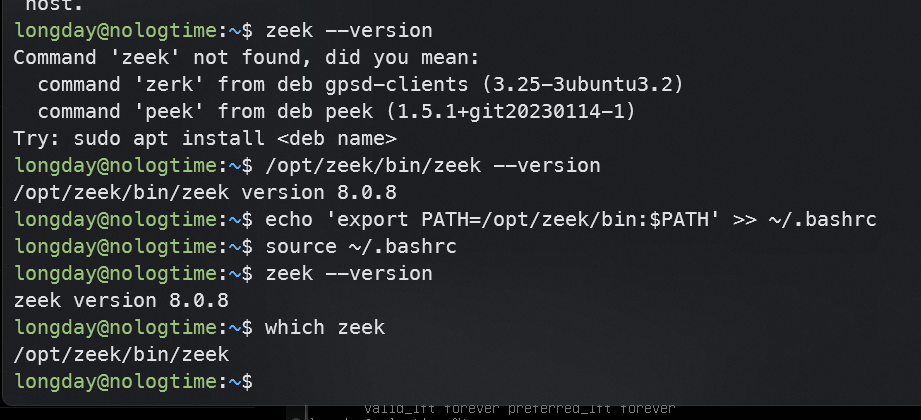 host.
longday@nologtime:~$ zeek --version
Command 'zeek' not found, did you mean:
  command 'zerk' from deb gpsd-clients (3.25-3ubuntu3.2)
  command 'peek' from deb peek (1.5.1+git20230114-1)
Try: sudo apt install <deb name>
longday@nologtime:~$ /opt/zeek/bin/zeek --version
/opt/zeek/bin/zeek version 8.0.8
longday@nologtime:~$ echo 'export PATH=/opt/zeek/bin:$PATH' >> ~/.bashrc
longday@nologtime:~$ source ~/.bashrc
longday@nologtime:~$ zeek --version
zeek version 8.0.8
longday@nologtime:~$ which zeek
/opt/zeek/bin/zeek
longday@nologtime:~$
valid_lft forever preferred_lft forever